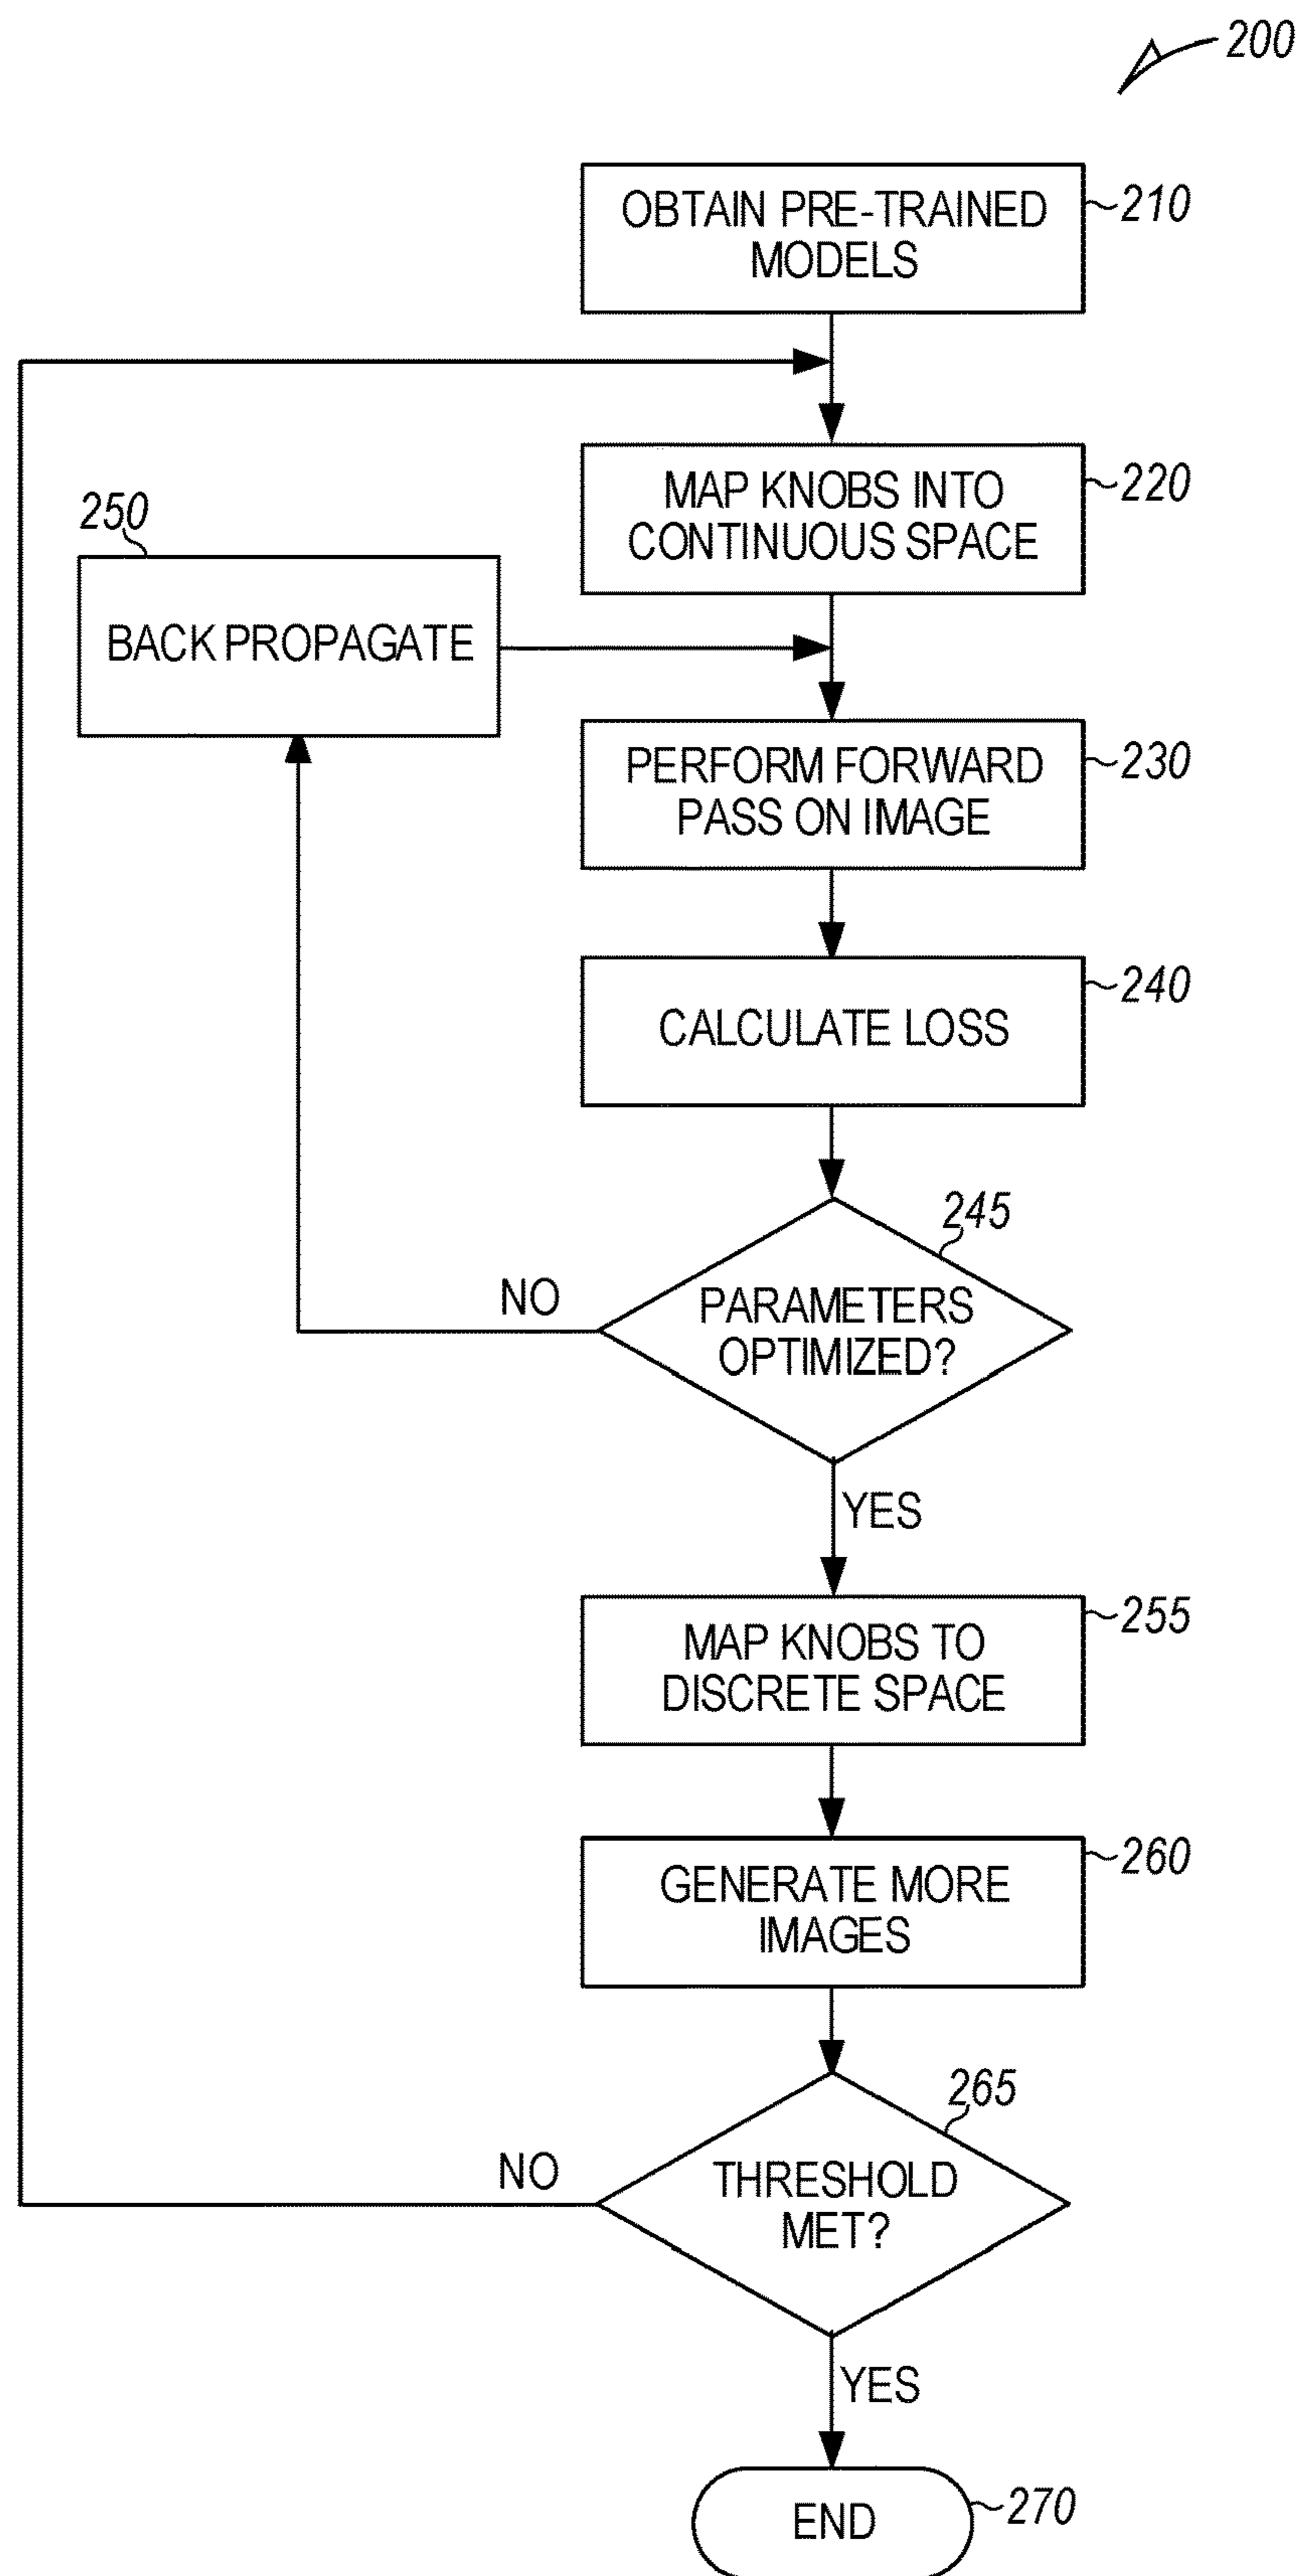 200
OBTAIN PRE-TRAINED
MODELS
210
MAP KNOBS INTO
CONTINUOUS SPACE
220
250
BACK PROPAGATE
PERFORM FORWARD
PASS ON IMAGE
230
CALCULATE LOSS
240
245
NO
PARAMETERS
OPTIMIZED?
YES
MAP KNOBS TO
DISCRETE SPACE
255
GENERATE MORE
IMAGES
260
265
NO
THRESHOLD
MET?
YES
END
270